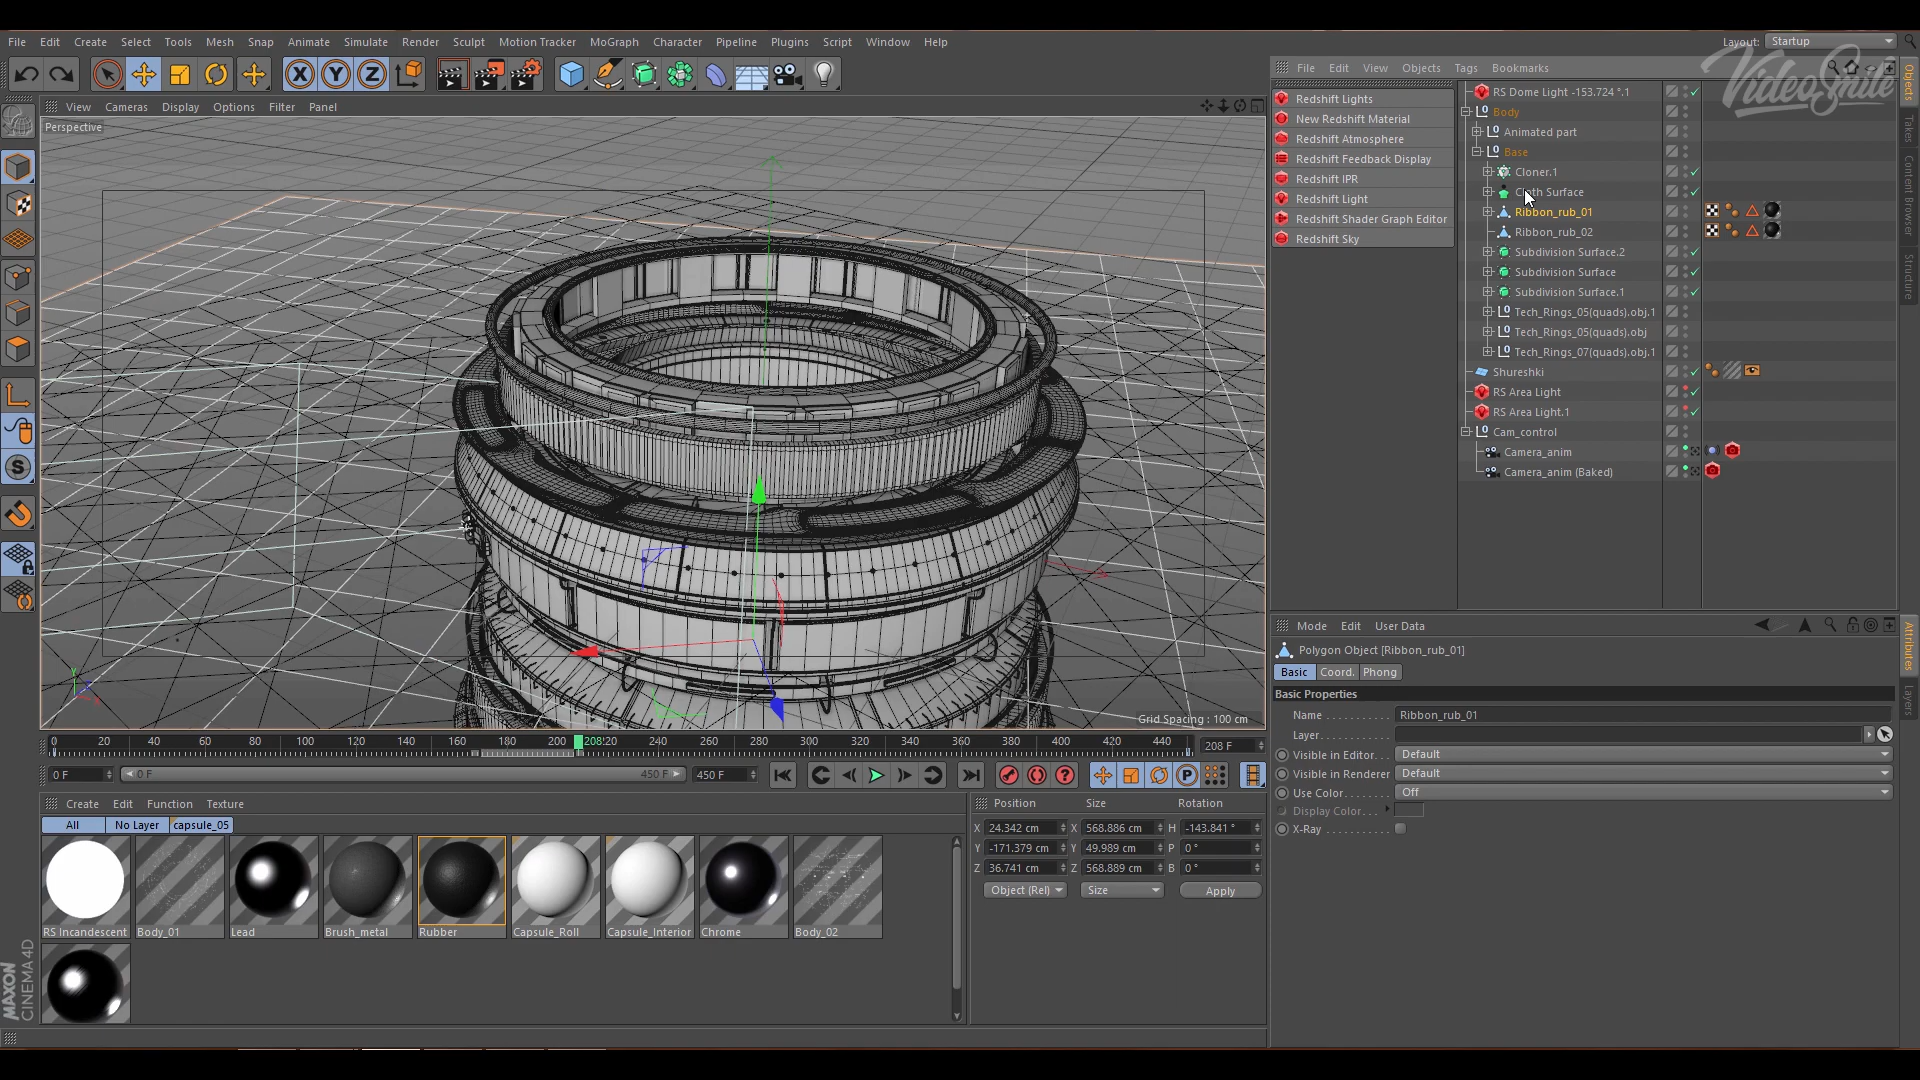 File Edit Create Select Tools Mesh Snap Animate Simulate Render Sculpt Motion Tracker MoGraph Character Pipeline Plugins Script Window Help
Layout: Startup
VideoSmile
File Edit View Objects Tags Bookmarks
View Cameras Display Options Filter Panel
Perspective
Redshift Lights
New Redshift Material
Redshift Atmosphere
Redshift Feedback Display
Redshift IPR
Redshift Light
Redshift Shader Graph Editor
Redshift Sky
RS Dome Light -153.724 °.1
Body
Animated part
Base
Cloner.1
Cloth Surface
Ribbon_rub_01
Ribbon_rub_02
Subdivision Surface.2
Subdivision Surface
Subdivision Surface.1
Tech_Rings_05(quads).obj.1
Tech_Rings_05(quads).obj
Tech_Rings_07(quads).obj.1
Shureshki
RS Area Light
RS Area Light.1
Cam_control
Camera_anim
Camera_anim (Baked)
Objects
Takes
Content Browser
Structure
Mode Edit User Data
Polygon Object [Ribbon_rub_01]
Basic Coord. Phong
Basic Properties
Name Ribbon_rub_01
Layer
Visible in Editor Default
Visible in Renderer Default
Use Color Off
Display Color
X-Ray
Attributes
Layers
Grid Spacing : 100 cm
0 20 40 60 80 100 120 140 160 180 200 208 20 240 260 280 300 320 340 360 380 400 420 440 208 F
0 F 0 F 450 F 450 F
Create Edit Function Texture
All No Layer capsule_05
RS Incandescent Body_01 Lead Brush_metal Rubber Capsule_Roll Capsule_Interior Chrome Body_02
Position Size Rotation
X 24.342 cm X 568.886 cm H -143.841 °
Y -171.379 cm Y 49.989 cm P 0 °
Z 36.741 cm Z 568.889 cm B 0 °
Object (Rel) Size Apply
MAXON
CINEMA 4D